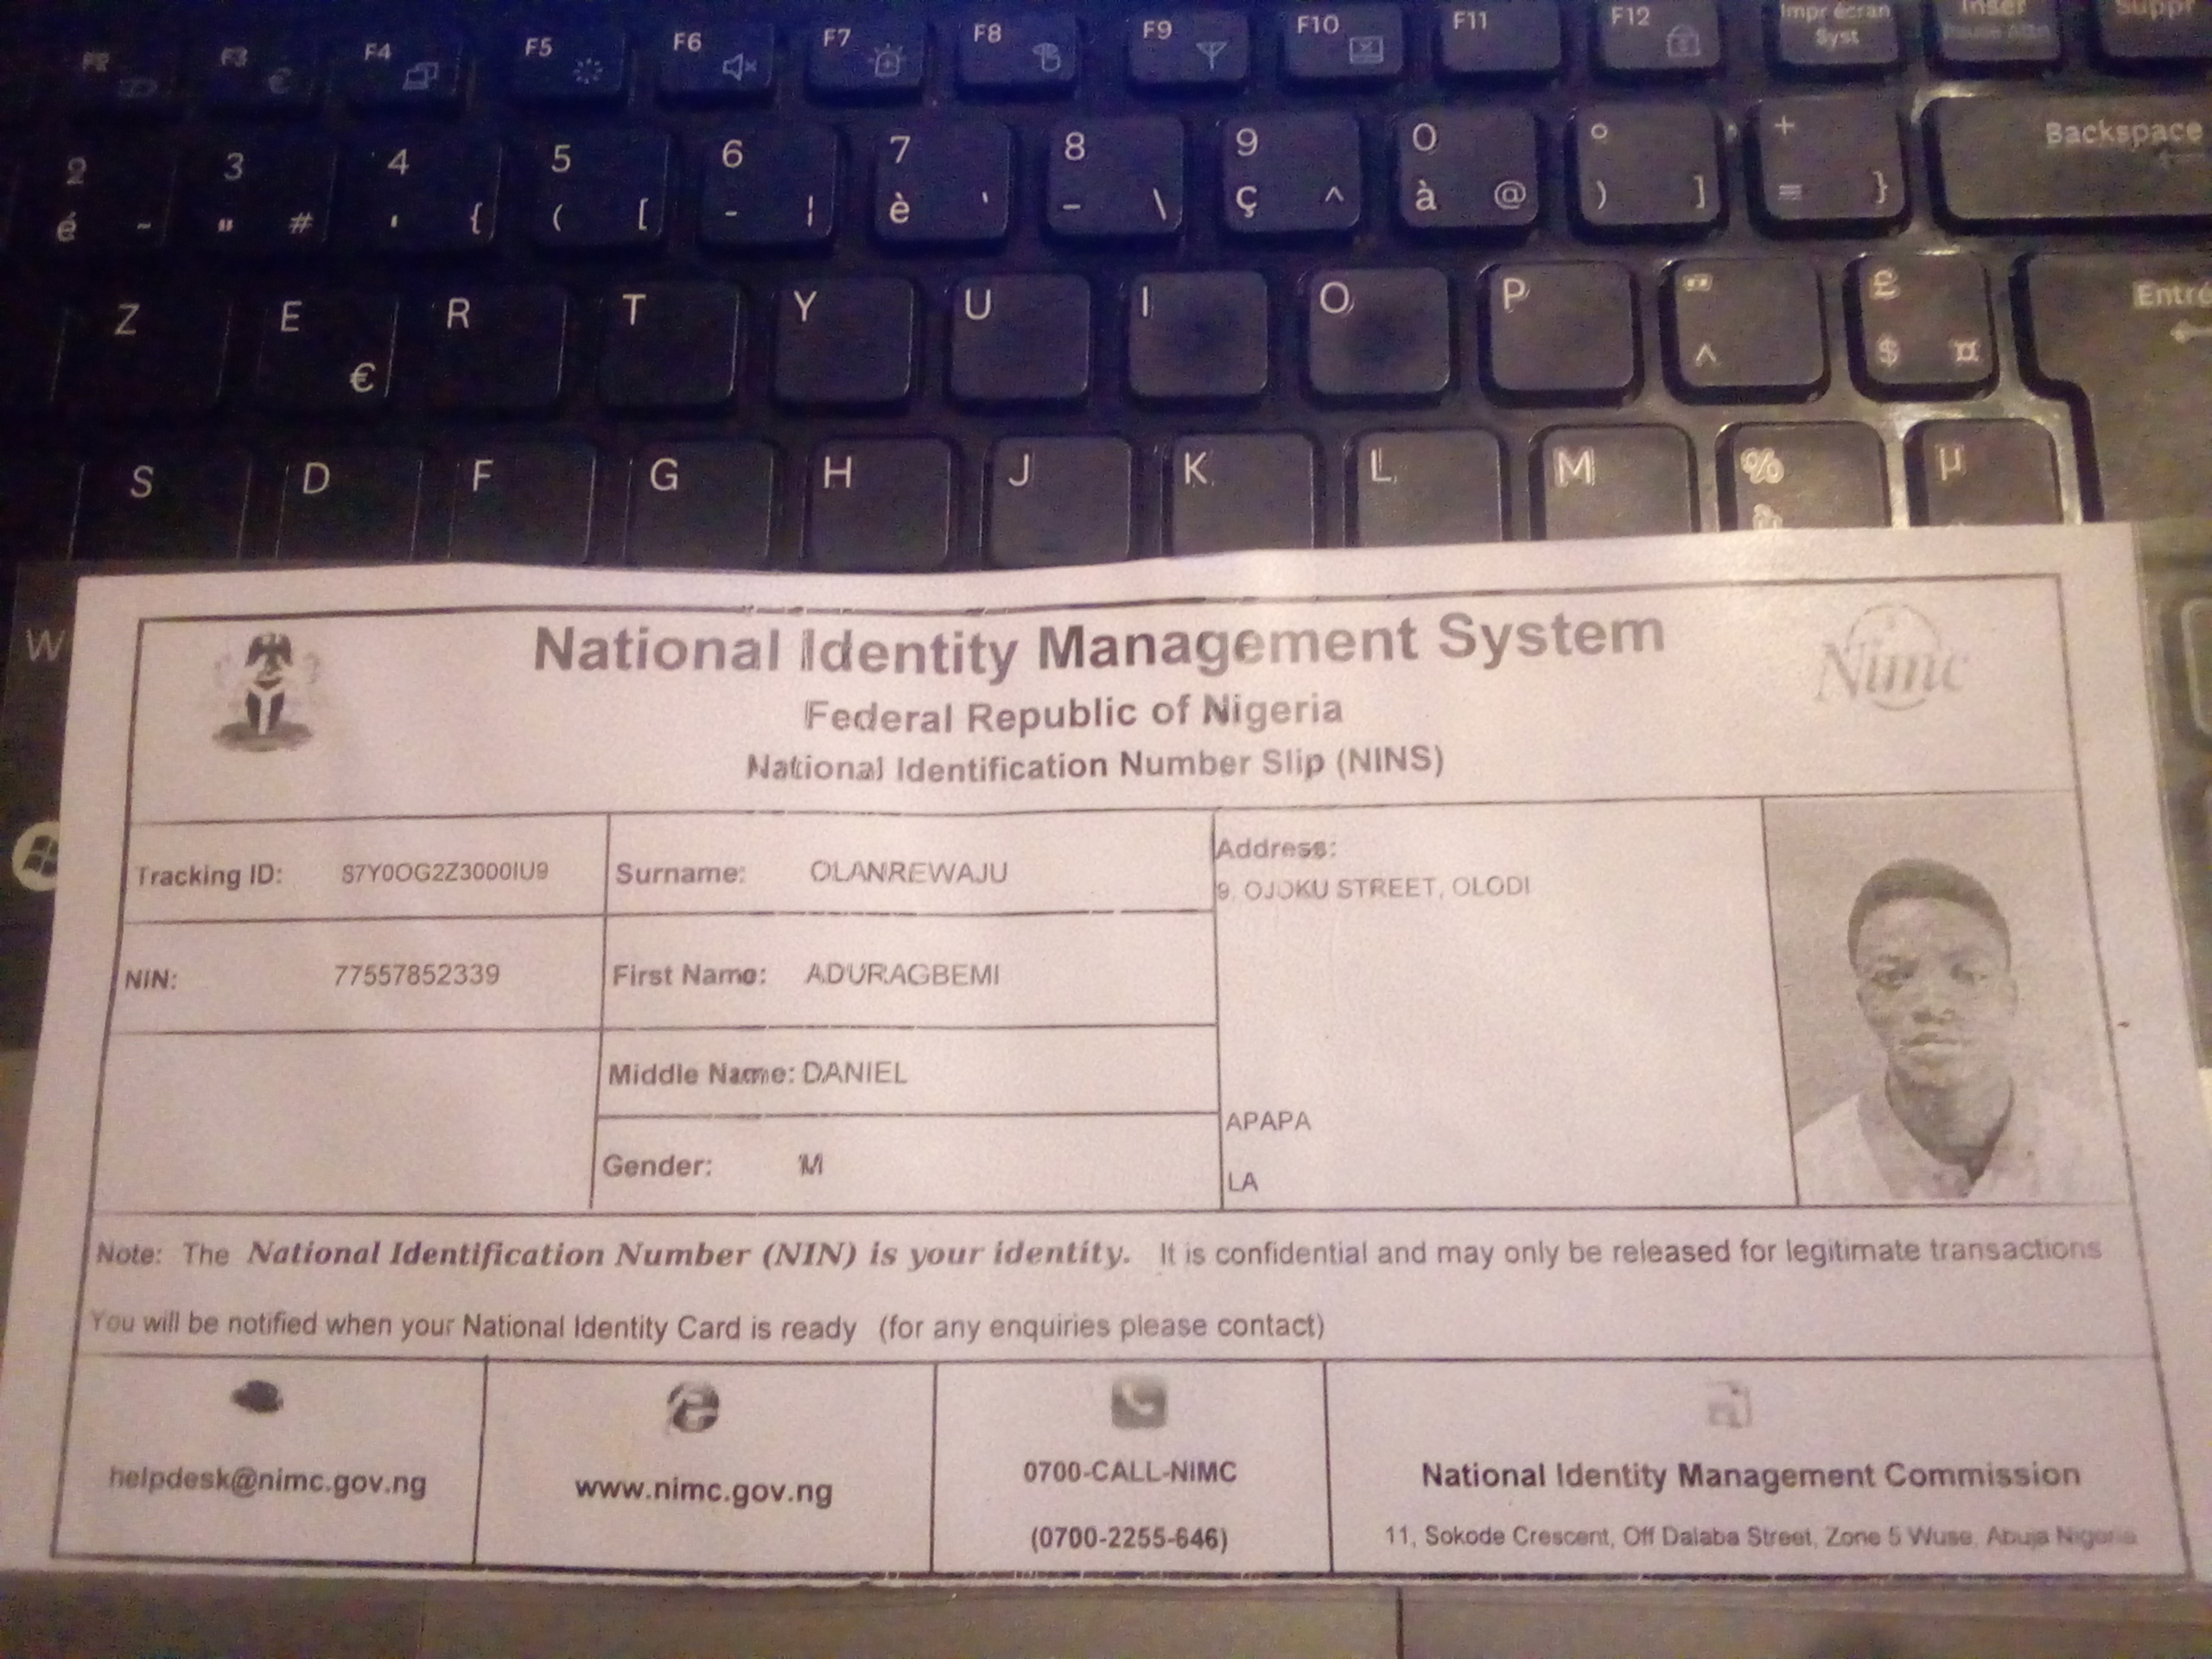 F2 F3 F4 F5 F6 F7 F8 F9 F10 F11 F12 Impr écran Syst Inser Suppr
2 3 4 5 6 7 8 9 0 ° + Backspace
é ~ " # ' { ( [ - | è ` _ \ ç ^ à @ ) ] = }
Z E R T Y U I O P ¨ £ Entré
€ ^ $ ¤
S D F G H J K L M % µ
ù
W
National Identity Management System
Nimc
Federal Republic of Nigeria
National Identification Number Slip (NINS)
Tracking ID: S7Y0OG2Z3000IU9
Surname: OLANREWAJU
Address:
9, OJOKU STREET, OLODI
NIN: 77557852339
First Name: ADURAGBEMI
Middle Name: DANIEL
APAPA
Gender: M
LA
Note: The National Identification Number (NIN) is your identity. It is confidential and may only be released for legitimate transactions
You will be notified when your National Identity Card is ready (for any enquiries please contact)
helpdesk@nimc.gov.ng
www.nimc.gov.ng
0700-CALL-NIMC
(0700-2255-646)
National Identity Management Commission
11, Sokode Crescent, Off Dalaba Street, Zone 5 Wuse, Abuja Nigeria